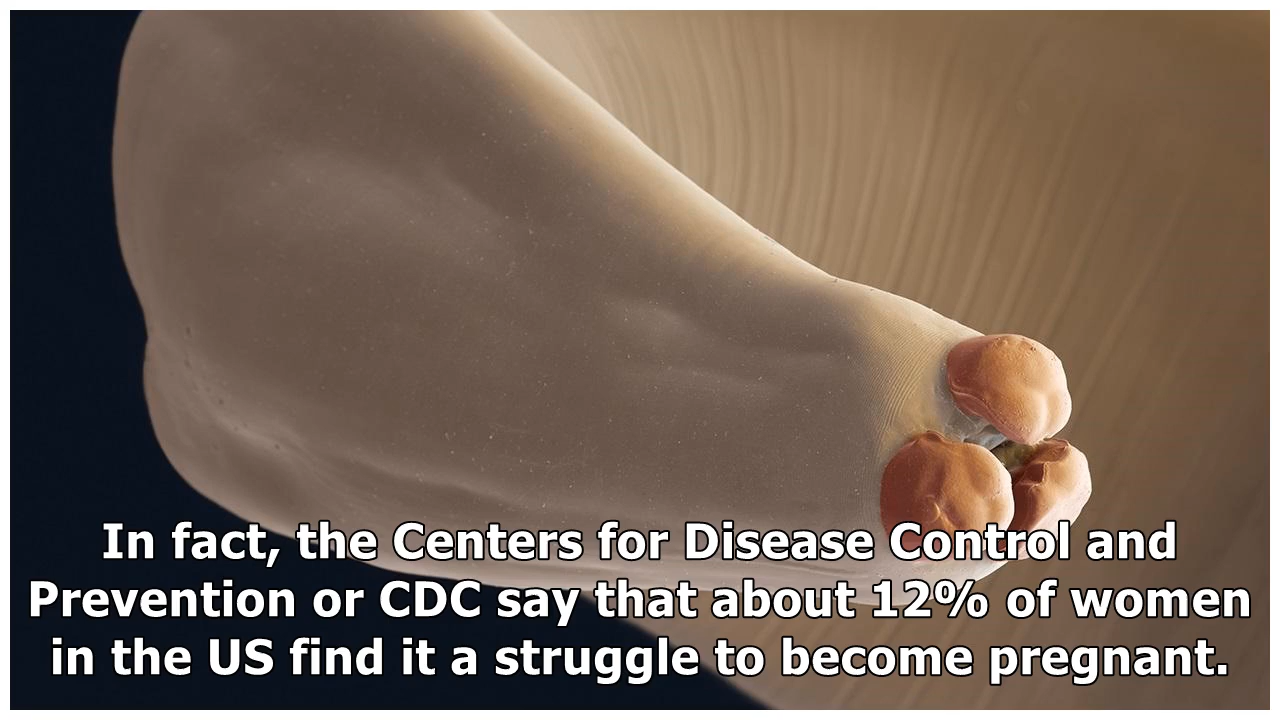 In fact, the Centers for Disease Control and
Prevention or CDC say that about 12% of women
in the US find it a struggle to become pregnant.